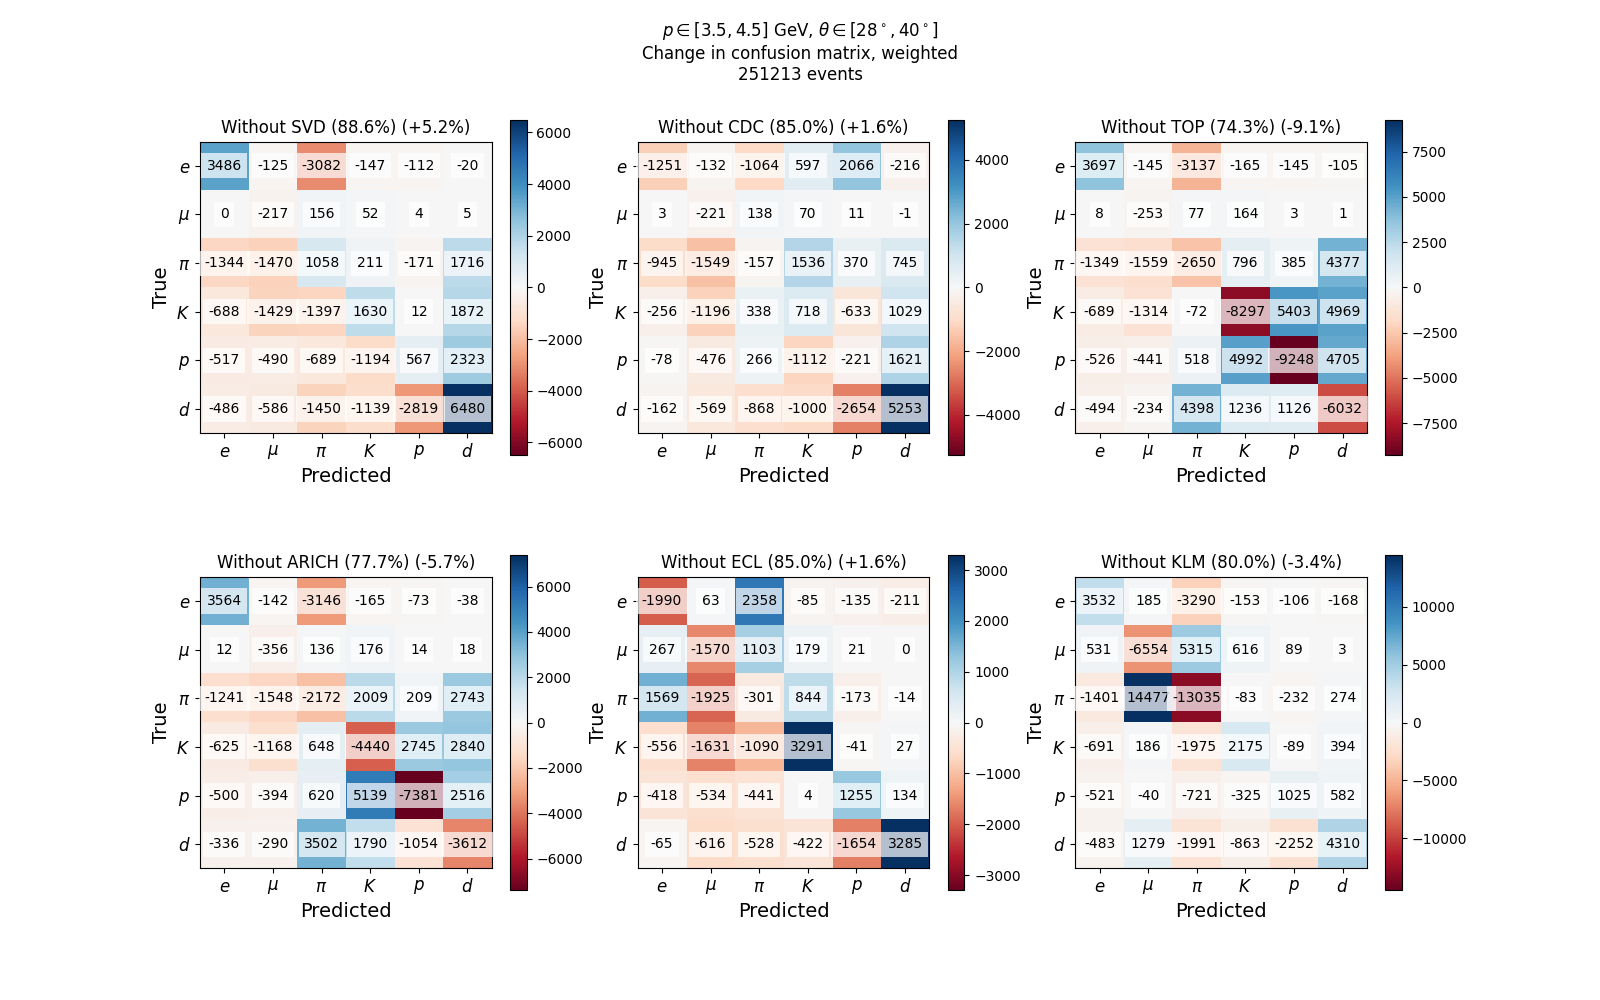 p ∈ [3.5, 4.5] GeV, θ ∈ [28°, 40°]
Change in confusion matrix, weighted
251213 events
Without SVD (88.6%) (+5.2%)
e 3486 -125 -3082 -147 -112 -20
μ 0 -217 156 52 4 5
π -1344 -1470 1058 211 -171 1716
K -688 -1429 -1397 1630 12 1872
p -517 -490 -689 -1194 567 2323
d -486 -586 -1450 -1139 -2819 6480
e μ π K p d
Predicted
True
6000
4000
2000
0
−2000
−4000
−6000
Without CDC (85.0%) (+1.6%)
e -1251 -132 -1064 597 2066 -216
μ 3 -221 138 70 11 -1
π -945 -1549 -157 1536 370 745
K -256 -1196 338 718 -633 1029
p -78 -476 266 -1112 -221 1621
d -162 -569 -868 -1000 -2654 5253
e μ π K p d
Predicted
True
4000
2000
0
−2000
−4000
Without TOP (74.3%) (-9.1%)
e 3697 -145 -3137 -165 -145 -105
μ 8 -253 77 164 3 1
π -1349 -1559 -2650 796 385 4377
K -689 -1314 -72 -8297 5403 4969
p -526 -441 518 4992 -9248 4705
d -494 -234 4398 1236 1126 -6032
e μ π K p d
Predicted
True
7500
5000
2500
0
−2500
−5000
−7500
Without ARICH (77.7%) (-5.7%)
e 3564 -142 -3146 -165 -73 -38
μ 12 -356 136 176 14 18
π -1241 -1548 -2172 2009 209 2743
K -625 -1168 648 -4440 2745 2840
p -500 -394 620 5139 -7381 2516
d -336 -290 3502 1790 -1054 -3612
e μ π K p d
Predicted
True
6000
4000
2000
0
−2000
−4000
−6000
Without ECL (85.0%) (+1.6%)
e -1990 63 2358 -85 -135 -211
μ 267 -1570 1103 179 21 0
π 1569 -1925 -301 844 -173 -14
K -556 -1631 -1090 3291 -41 27
p -418 -534 -441 4 1255 134
d -65 -616 -528 -422 -1654 3285
e μ π K p d
Predicted
True
3000
2000
1000
0
−1000
−2000
−3000
Without KLM (80.0%) (-3.4%)
e 3532 185 -3290 -153 -106 -168
μ 531 -6554 5315 616 89 3
π -1401 14477 -13035 -83 -232 274
K -691 186 -1975 2175 -89 394
p -521 -40 -721 -325 1025 582
d -483 1279 -1991 -863 -2252 4310
e μ π K p d
Predicted
True
10000
5000
0
−5000
−10000